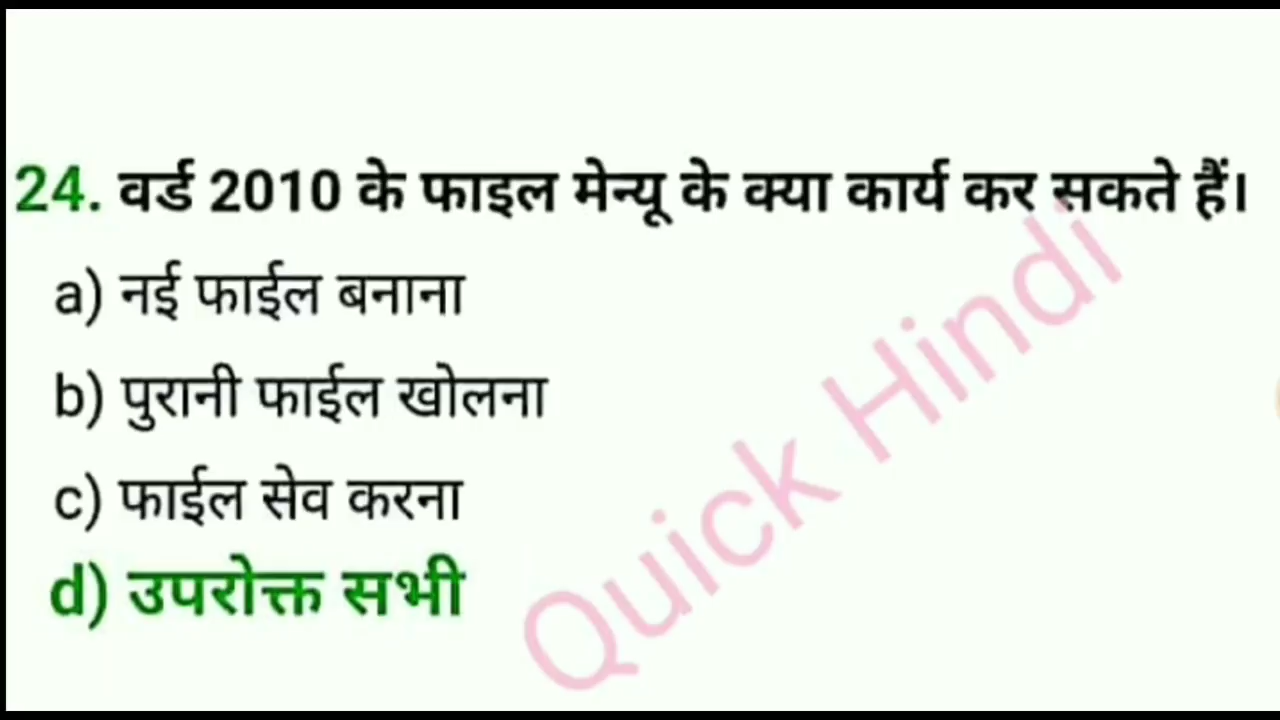 24. वर्ड 2010 के फाइल मेन्यू के क्या कार्य कर सकते हैं।
a) नई फाईल बनाना
b) पुरानी फाईल खोलना
c) फाईल सेव करना
d) उपरोक्त सभी
Quick Hindi